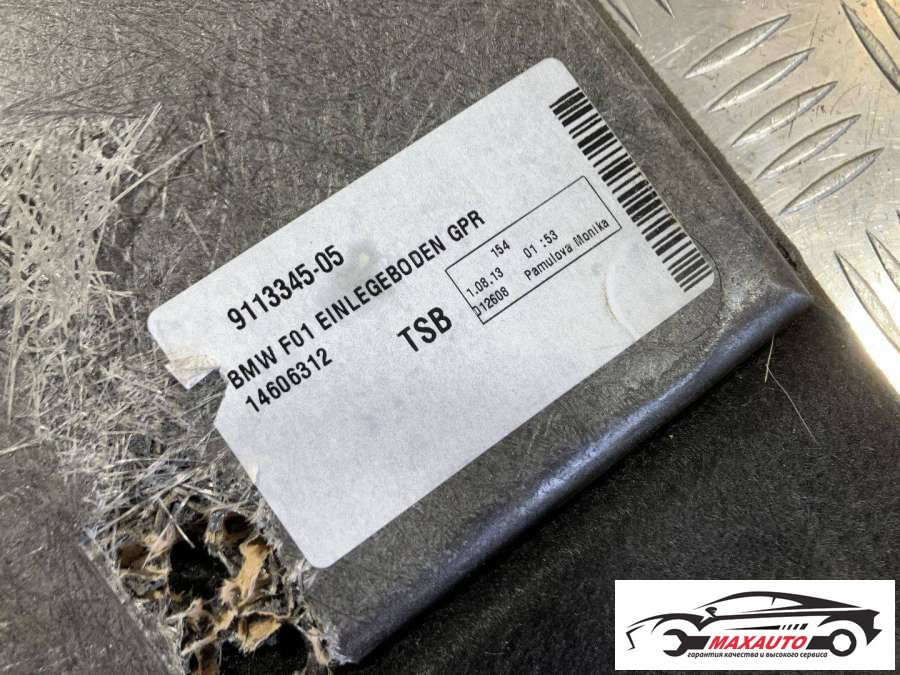 9113345-05
BMW F01 EINLEGEBODEN GPR
14606312
TSB
154
1.08.13 01:53
D12608 Pamulova Monika
MAXAUTO
гарантия качества и высокого сервиса